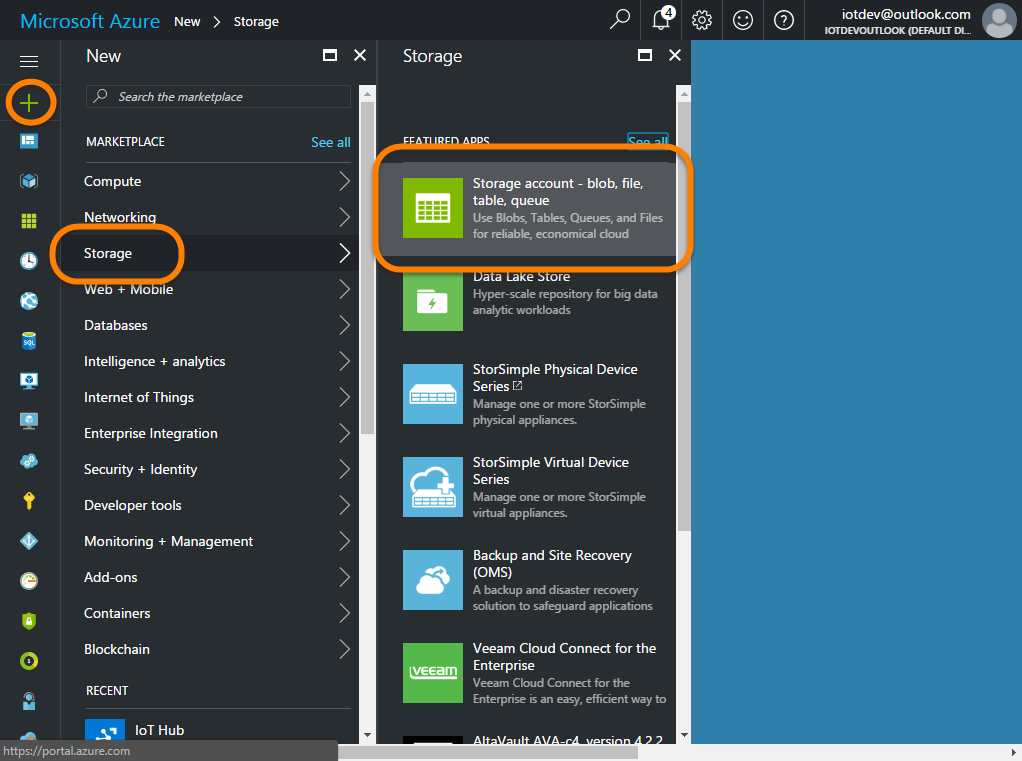 Microsoft Azure New > Storage
4
iotdev@outlook.com
IOTDEVOUTLOOK (DEFAULT DI...
New
Search the marketplace
MARKETPLACE See all
Compute
Networking
Storage
Web + Mobile
Databases
Intelligence + analytics
Internet of Things
Enterprise Integration
Security + Identity
Developer tools
Monitoring + Management
Add-ons
Containers
Blockchain
RECENT
IoT Hub
https://portal.azure.com
SQL
Storage
FEATURED APPS See all
Storage account - blob, file,
table, queue
Use Blobs, Tables, Queues, and Files
for reliable, economical cloud
Data Lake Store
Hyper-scale repository for big data
analytic workloads
StorSimple Physical Device
Series
Manage one or more StorSimple
physical appliances.
StorSimple Virtual Device
Series
Manage one or more StorSimple
virtual appliances.
Backup and Site Recovery
(OMS)
A backup and disaster recovery
solution to safeguard applications
veeam
Veeam Cloud Connect for the
Enterprise
Veeam Cloud Connect for the
Enterprise is an easy, efficient way to
AltaVault AVA-c4, version 4.2.2